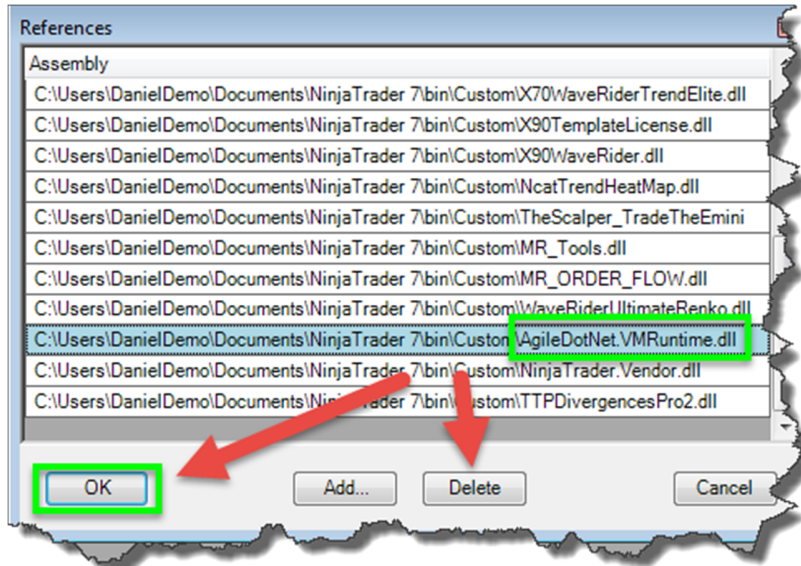 References
Assembly
C:\Users\DanielDemo\Documents\NinjaTrader 7\bin\Custom\X70WaveRiderTrendElite.dll
C:\Users\DanielDemo\Documents\NinjaTrader 7\bin\Custom\X90TemplateLicense.dll
C:\Users\DanielDemo\Documents\NinjaTrader 7\bin\Custom\X90WaveRider.dll
C:\Users\DanielDemo\Documents\NinjaTrader 7\bin\Custom\NcatTrendHeatMap.dll
C:\Users\DanielDemo\Documents\NinjaTrader 7\bin\Custom\TheScalper_TradeTheEmini
C:\Users\DanielDemo\Documents\NinjaTrader 7\bin\Custom\MR_Tools.dll
C:\Users\DanielDemo\Documents\NinjaTrader 7\bin\Custom\MR_ORDER_FLOW.dll
C:\Users\DanielDemo\Documents\NinjaTrader 7\bin\Custom\WaveRiderUltimateRenko.dll
C:\Users\DanielDemo\Documents\NinjaTrader 7\bin\Custom\AgileDotNet.VMRuntime.dll
C:\Users\DanielDemo\Documents\NinjaTrader 7\bin\Custom\NinjaTrader.Vendor.dll
C:\Users\DanielDemo\Documents\NinjaTrader 7\bin\Custom\TTPDivergencesPro2.dll
OK Add... Delete Cancel